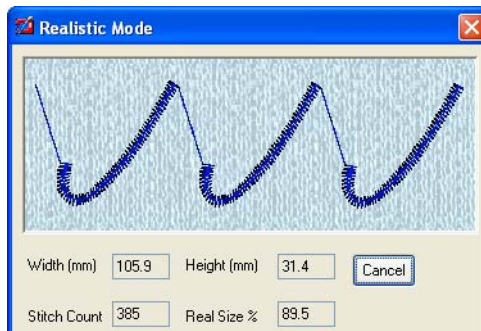 Realistic Mode
Width (mm) 105.9 Height (mm) 31.4 Cancel
Stitch Count 385 Real Size % 89.5